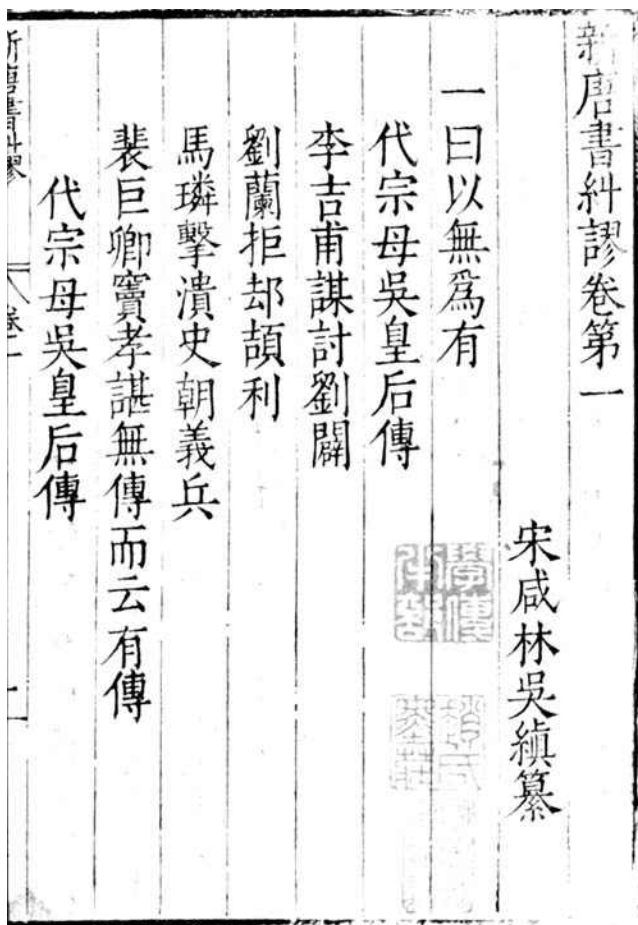 新唐書糾謬卷第一
宋咸林吳縝纂
一曰以無爲有
代宗母吳皇后傳
李吉甫謀討劉闢
劉蘭拒却頡利
馬璘擊潰史朝義兵
裴巨卿竇孝諶無傳而云有傳
代宗母吳皇后傳
新唐書糾謬 卷一 一